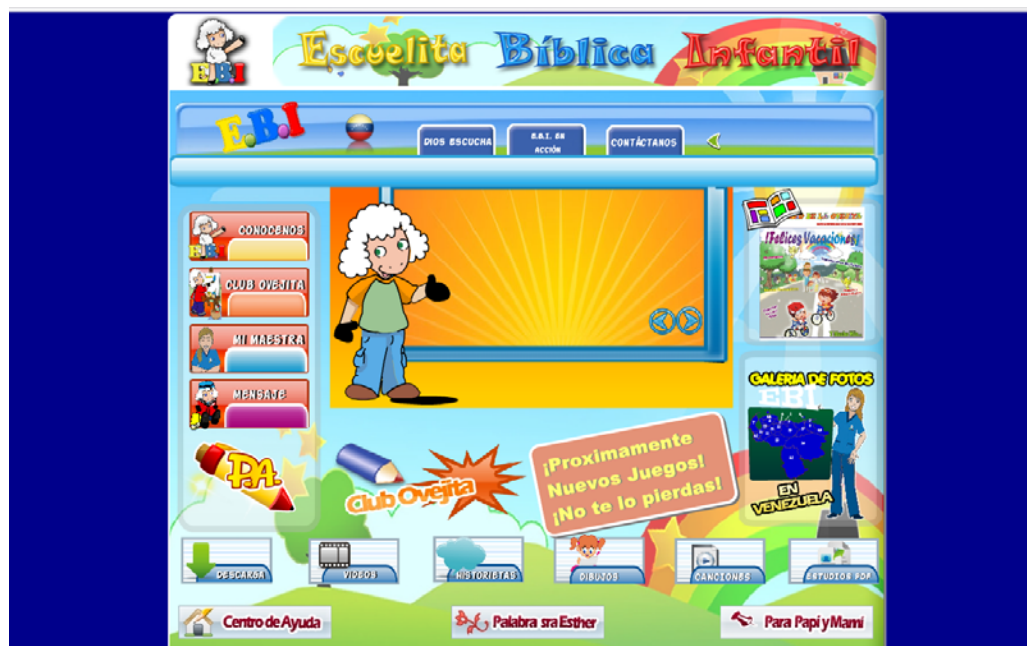 E.B.I
Escuelita Bíblica Infantil
E.B.I
DIOS ESCUCHA
E.B.I. EN
ACCIÓN
CONTÁCTANOS
CONOCENOS
CLUB OVEJITA
MI MAESTRA
MENSAJE
P.A.
¡Felices Vacaciones!
GALERIA DE FOTOS
EBI
EN
VENEZUELA
Club Ovejita
¡Proximamente
Nuevos Juegos!
¡No te lo pierdas!
DESCARGA
VIDEOS
HISTORIETAS
DIBUJOS
CANCIONES
ESTUDIOS PDF
Centro de Ayuda
Palabra sra Esther
Para Papi y Mami